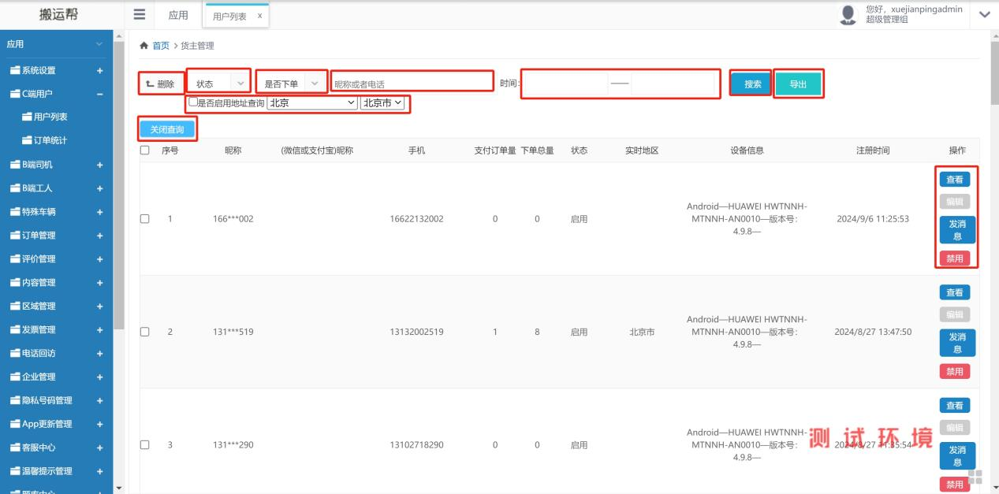 搬运帮
应用
用户列表 x
您好，xuejianpingadmin
超级管理组
应用
系统设置 +
C端用户 −
用户列表
订单统计
B端司机 +
B端工人 +
特殊车辆 +
订单管理 +
评价管理 +
内容管理 +
区域管理 +
发票管理 +
电话回访 +
企业管理 +
隐私号码管理 +
App更新管理 +
客服中心 +
温馨提示管理 +
首页 > 货主管理
删除 状态 是否下单 昵称或者电话 时间: —— 搜索 导出
是否启用地址查询 北京 北京市
关闭查询
序号 昵称 (微信或支付宝)昵称 手机 支付订单量 下单总量 状态 实时地区 设备信息 注册时间 操作
1 166***002 16622132002 0 0 启用
Android—HUAWEI HWTNNH-
MTNNH-AN0010—版本号:
4.9.8—
2024/9/6 11:25:53
查看
编辑
发消
息
禁用
2 131***519 13132002519 1 8 启用 北京市
Android—HUAWEI HWTNNH-
MTNNH-AN0010—版本号:
4.9.8—
2024/8/27 13:47:50
查看
编辑
发消
息
禁用
3 131***290 13102718290 0 0 启用
Android—HUAWEI HWTNNH-
MTNNH-AN0010—版本号:
4.9.8—
2024/8/27 11:35:54
查看
编辑
发消
息
禁用
测试环境